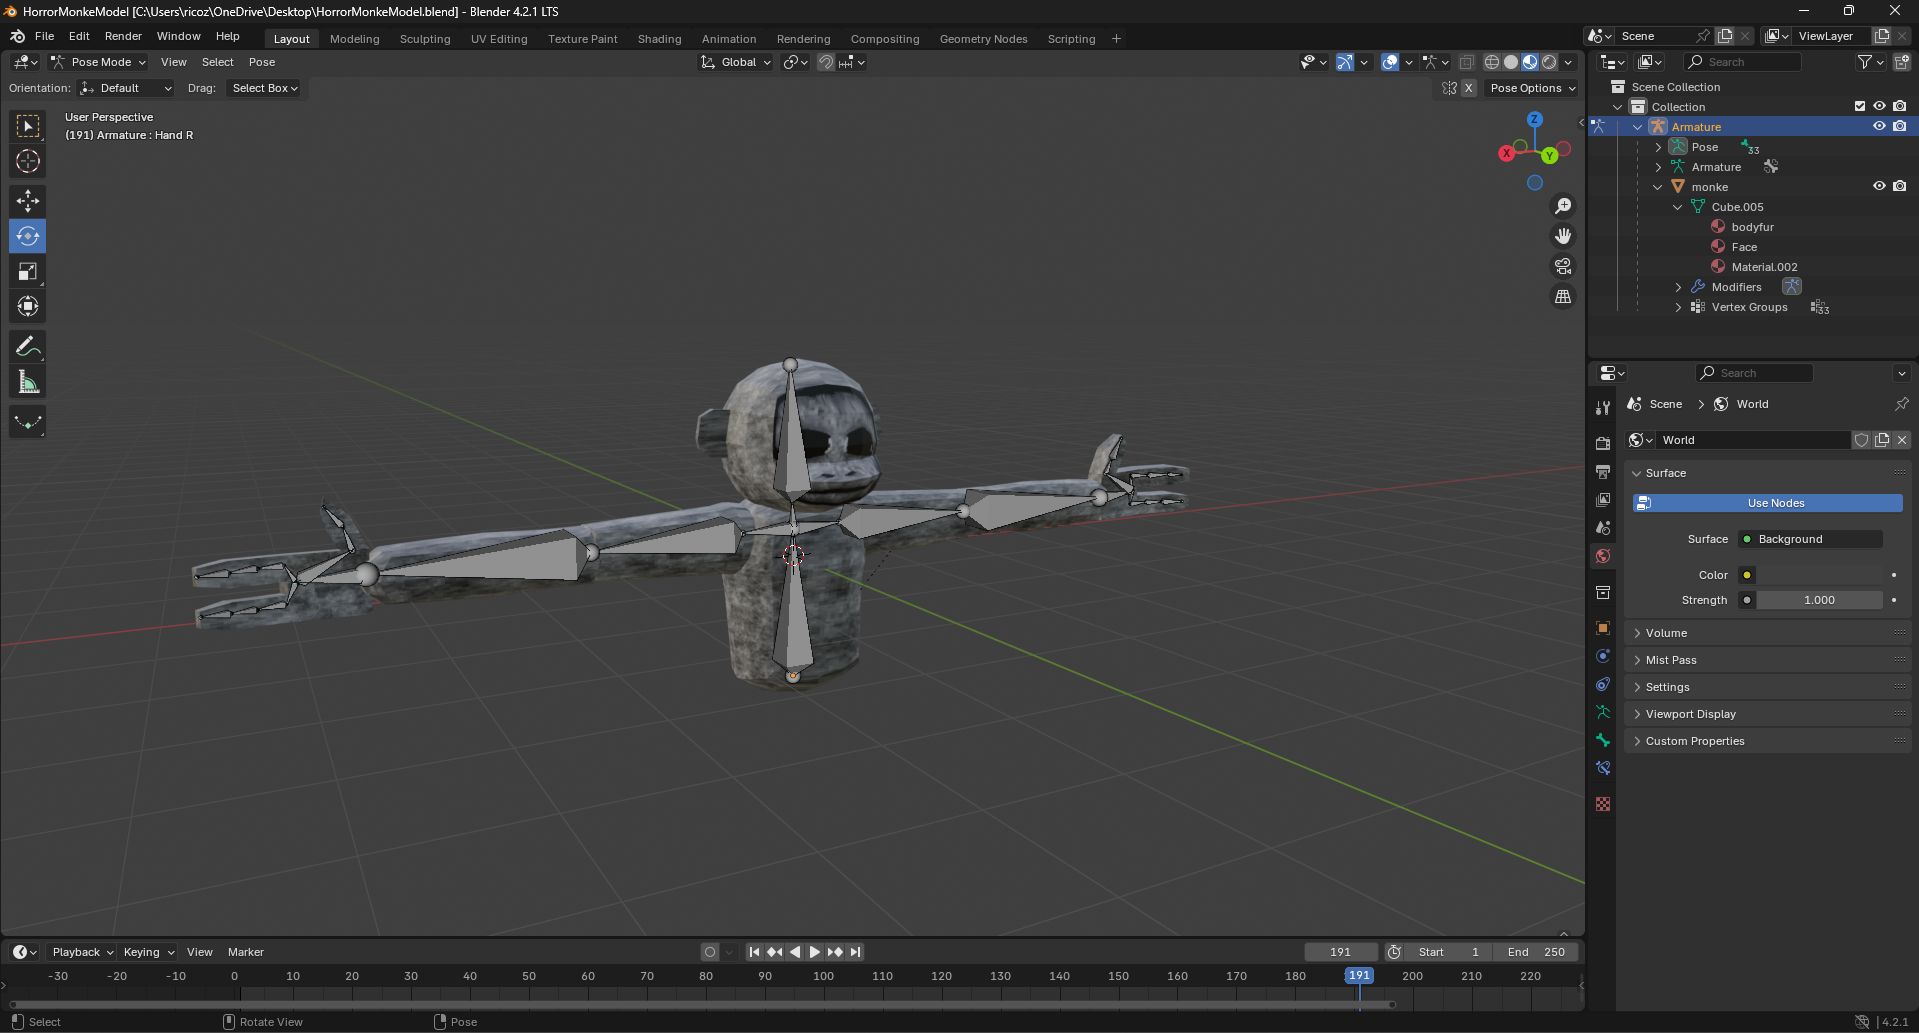 HorrorMonkeModel [C:\Users\ricoz\OneDrive\Desktop\HorrorMonkeModel.blend] - Blender 4.2.1 LTS
File Edit Render Window Help Layout Modeling Sculpting UV Editing Texture Paint Shading Animation Rendering Compositing Geometry Nodes Scripting + Scene ViewLayer
Pose Mode View Select Pose Global Search
Orientation: Default Drag: Select Box X Pose Options
User Perspective
(191) Armature : Hand R
Z
X
Y
Scene Collection
Collection
Armature
Pose 33
Armature
monke
Cube.005
bodyfur
Face
Material.002
Modifiers
Vertex Groups 33
Search
Scene > World
World
Surface
Use Nodes
Surface Background
Color
Strength 1.000
Volume
Mist Pass
Settings
Viewport Display
Custom Properties
Playback Keying View Marker 191 Start 1 End 250
-30 -20 -10 0 10 20 30 40 50 60 70 80 90 100 110 120 130 140 150 160 170 180 191 200 210 220
Select Rotate View Pose 4.2.1